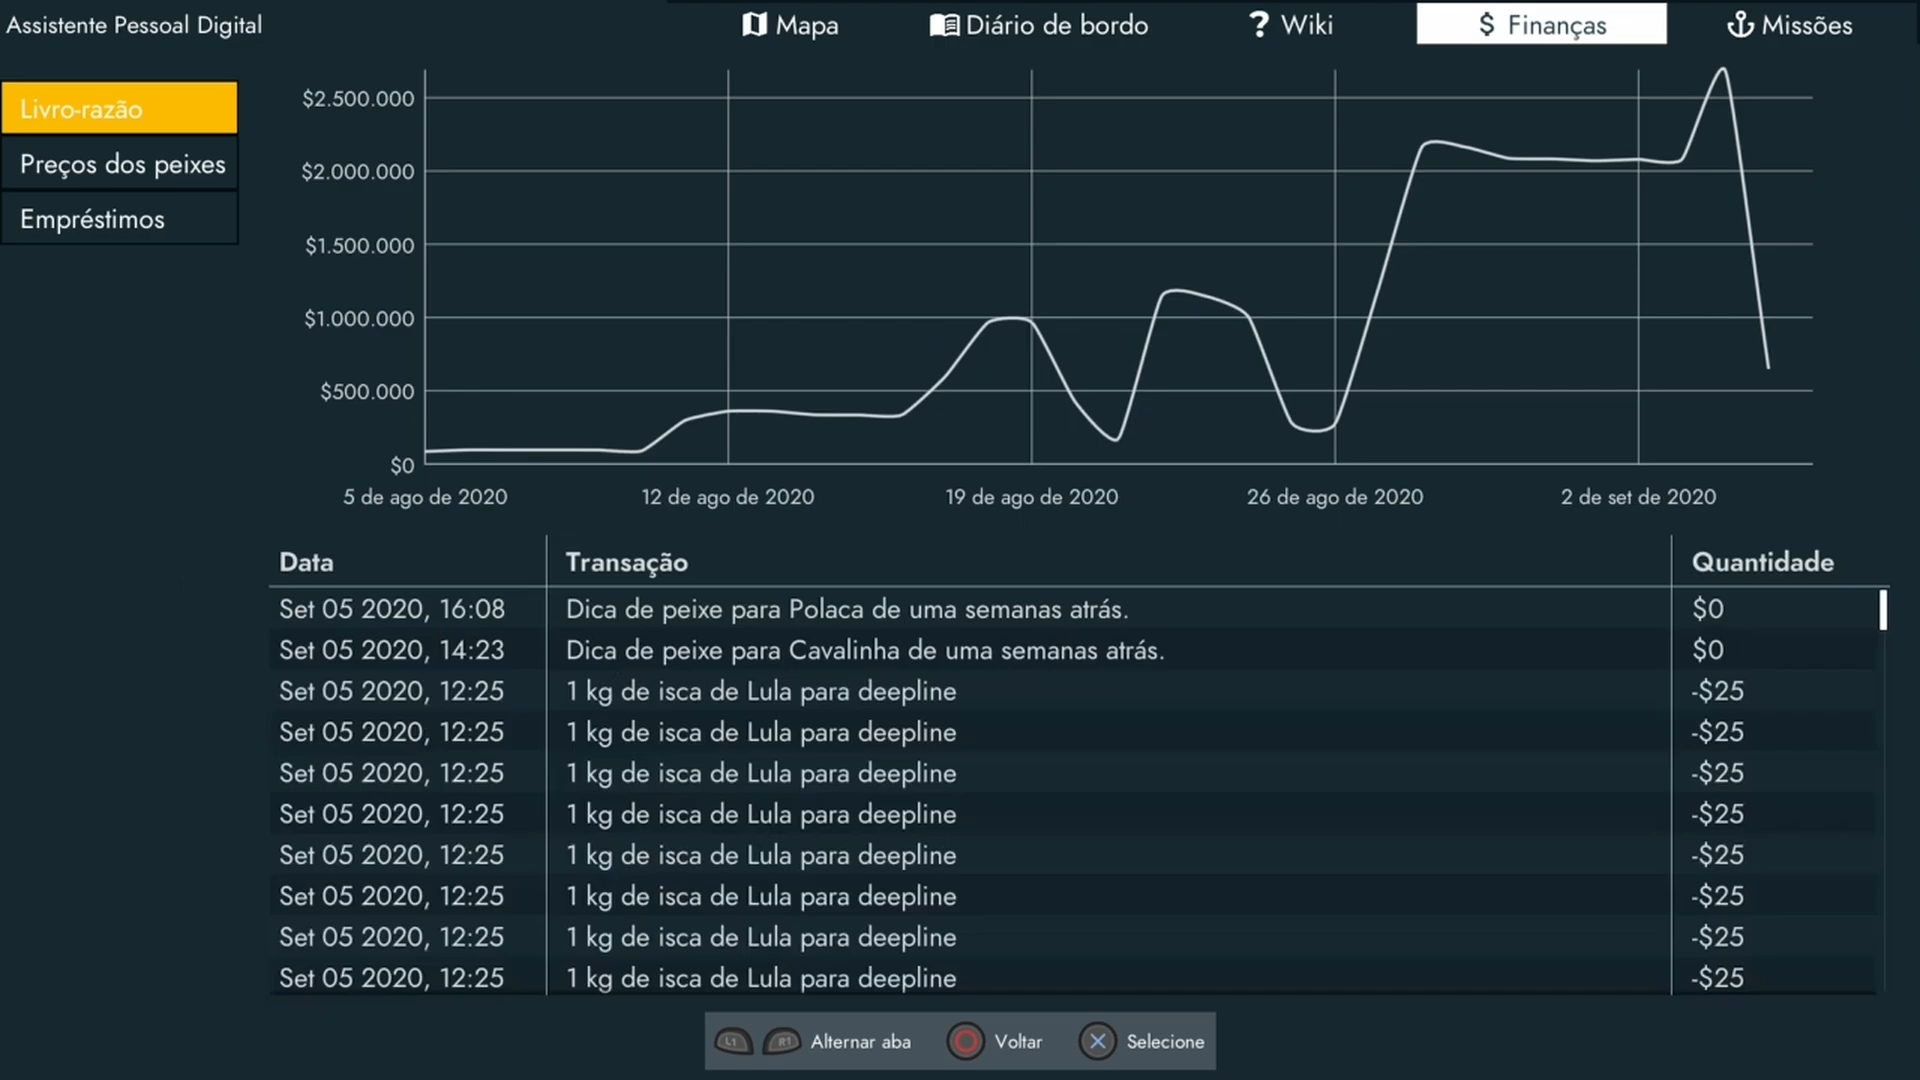 Assistente Pessoal Digital
Mapa
Diário de bordo
? Wiki
$ Finanças
Missões
Livro-razão
Preços dos peixes
Empréstimos
$2.500.000
$2.000.000
$1.500.000
$1.000.000
$500.000
$0
5 de ago de 2020
12 de ago de 2020
19 de ago de 2020
26 de ago de 2020
2 de set de 2020
Data Transação Quantidade
Set 05 2020, 16:08 Dica de peixe para Polaca de uma semanas atrás. $0
Set 05 2020, 14:23 Dica de peixe para Cavalinha de uma semanas atrás. $0
Set 05 2020, 12:25 1 kg de isca de Lula para deepline -$25
Set 05 2020, 12:25 1 kg de isca de Lula para deepline -$25
Set 05 2020, 12:25 1 kg de isca de Lula para deepline -$25
Set 05 2020, 12:25 1 kg de isca de Lula para deepline -$25
Set 05 2020, 12:25 1 kg de isca de Lula para deepline -$25
Set 05 2020, 12:25 1 kg de isca de Lula para deepline -$25
Set 05 2020, 12:25 1 kg de isca de Lula para deepline -$25
Set 05 2020, 12:25 1 kg de isca de Lula para deepline -$25
L1 R1 Alternar aba Voltar Selecione